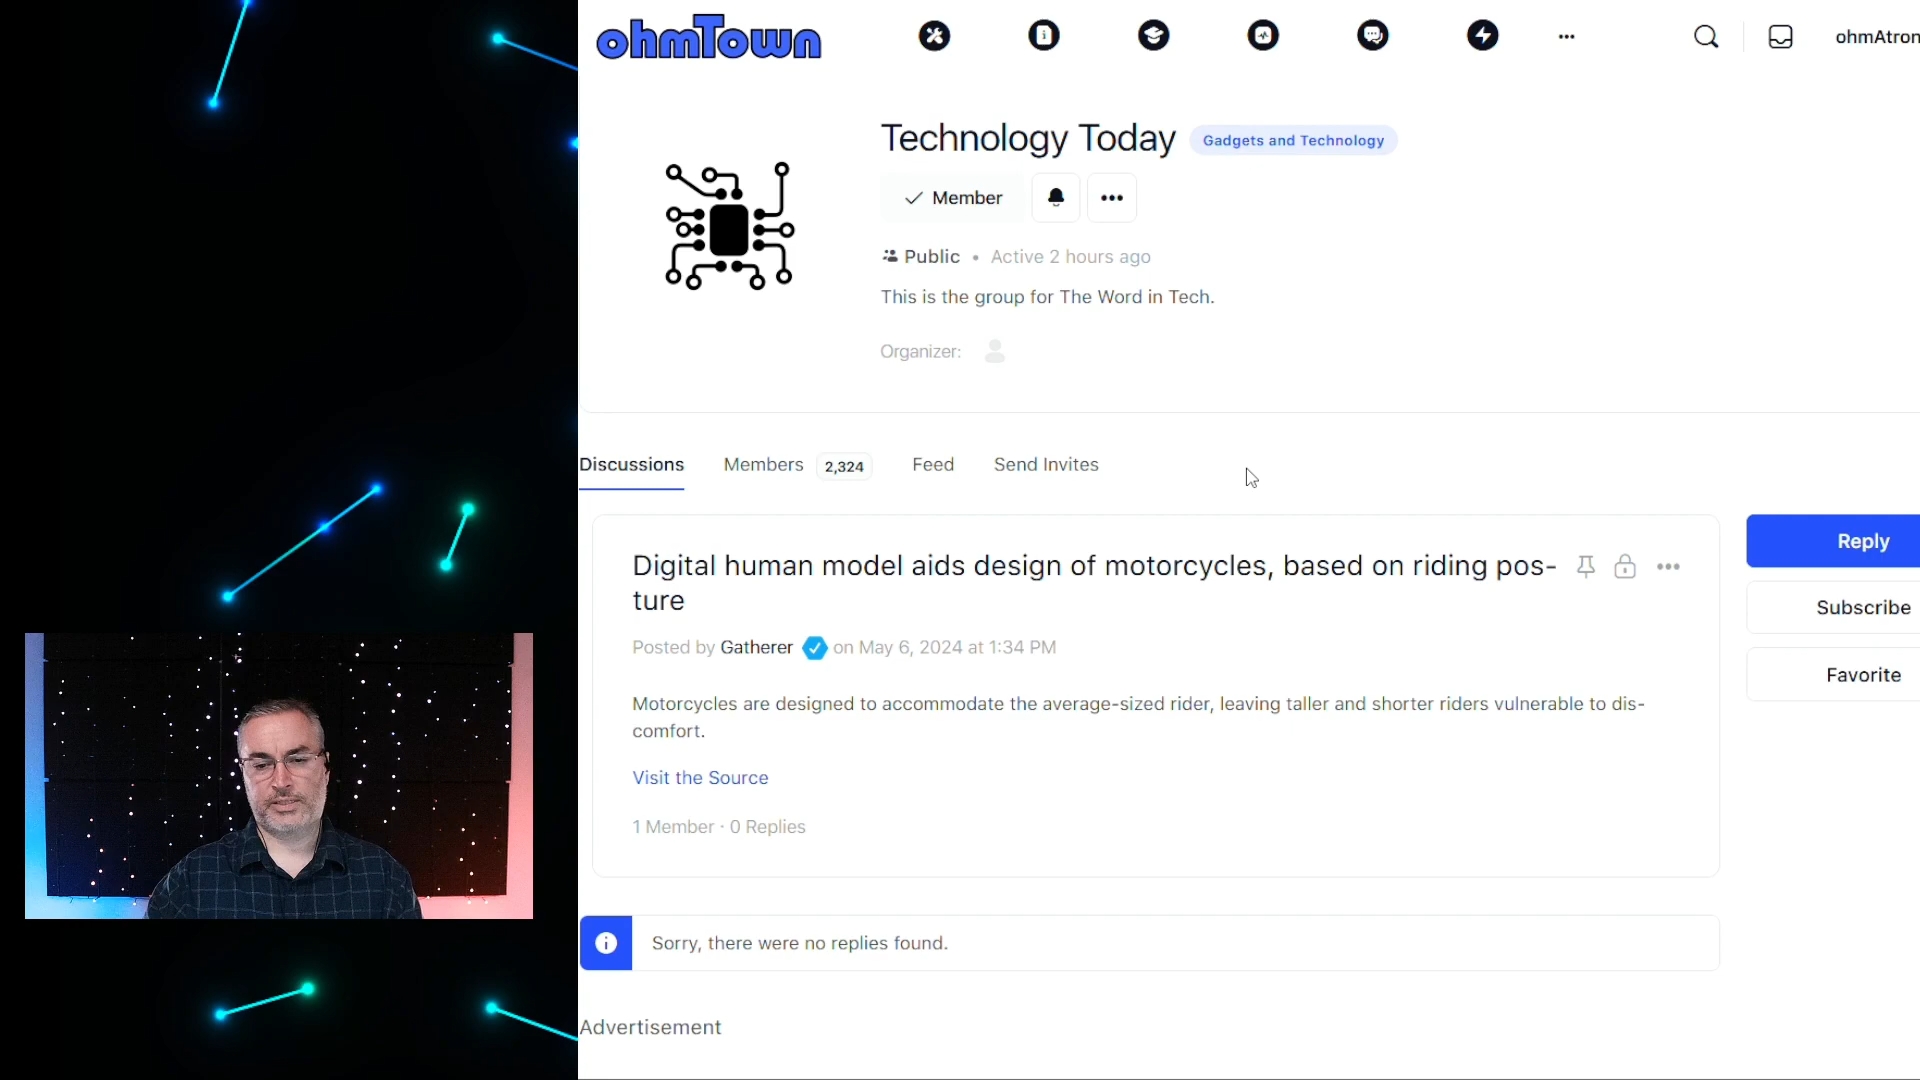 ohmTown
ohmAtron
Technology Today
Gadgets and Technology
Member
Public • Active 2 hours ago
This is the group for The Word in Tech.
Organizer:
Discussions Members 2,324 Feed Send Invites
Digital human model aids design of motorcycles, based on riding pos-
ture
Posted by Gatherer on May 6, 2024 at 1:34 PM
Motorcycles are designed to accommodate the average-sized rider, leaving taller and shorter riders vulnerable to dis-
comfort.
Visit the Source
1 Member · 0 Replies
Reply
Subscribe
Favorite
Sorry, there were no replies found.
Advertisement